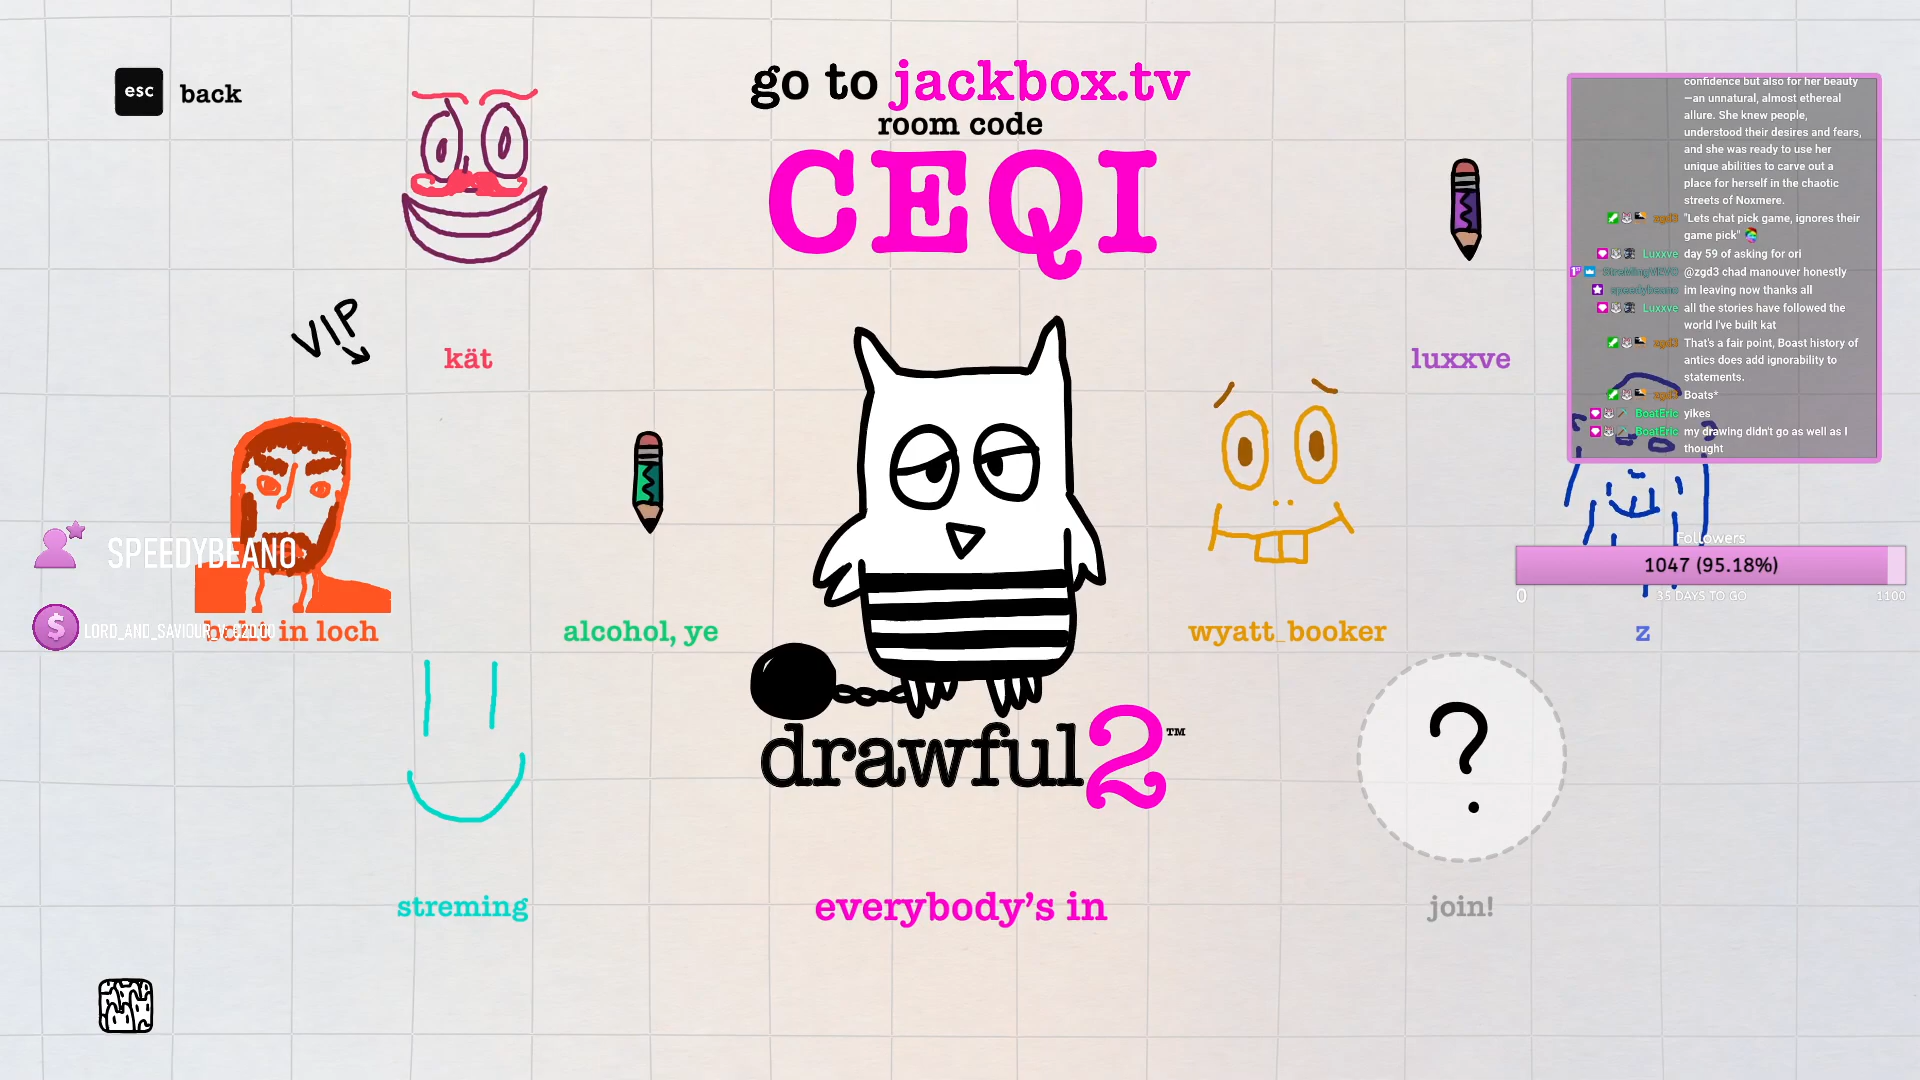 esc back
go to jackbox.tv
room code
CEQI
VIP
kät
luxxve
confidence but also for her beauty
—an unnatural, almost ethereal
allure. She knew people,
understood their desires and fears,
and she was ready to use her
unique abilities to carve out a
place for herself in the chaotic
streets of Noxmere.
zgd3 "Lets chat pick game, ignores their
game pick"
Luxxve day 59 of asking for ori
@zgd3 chad manouver honestly
speedybeano im leaving now thanks all
Luxxve all the stories have followed the
world I've built kat
zgd3 That's a fair point, Boast history of
antics does add ignorability to
statements.
zgd3 Boats*
BoatEric yikes
BoatEric my drawing didn't go as well as I
thought
SPEEDYBEANO
Followers
1047 (95.18%)
0 35 DAYS TO GO 1100
in loch
alcohol, ye
wyatt_booker
z
drawful 2™
?
streming
everybody's in
join!